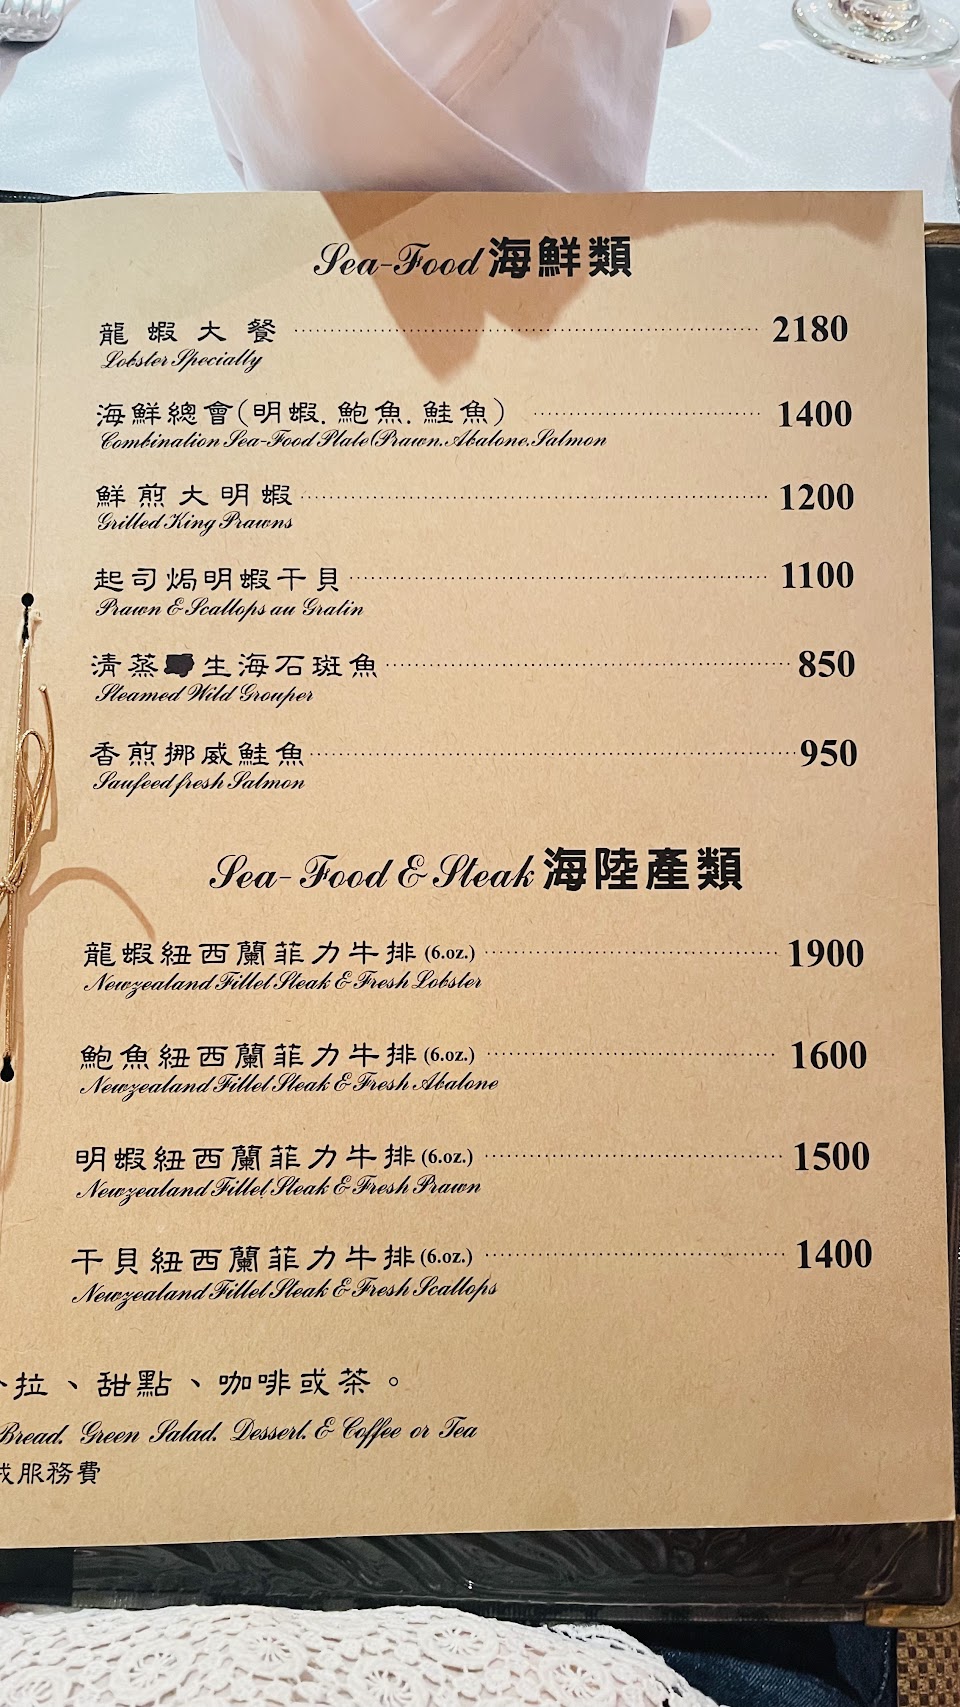 Sea-Food 海鮮類
龍蝦大餐 2180
Lobster Specially
海鮮總會(明蝦.鮑魚.鮭魚) 1400
Combination Sea-Food Plate(Prawn.Abalone.Salmon
鮮煎大明蝦 1200
Grilled King Prawns
起司焗明蝦干貝 1100
Prawn & Scallops au Gratin
清蒸生海石斑魚 850
Steamed Wild Grouper
香煎挪威鮭魚 950
Saufeed fresh Salmon
Sea-Food & Steak 海陸產類
龍蝦紐西蘭菲力牛排(6.oz.) 1900
Newzealand Fillet Steak & Fresh Lobster
鮑魚紐西蘭菲力牛排(6.oz.) 1600
Newzealand Fillet Steak & Fresh Abalone
明蝦紐西蘭菲力牛排(6.oz.) 1500
Newzealand Fillet Steak & Fresh Prawn
干貝紐西蘭菲力牛排(6.oz.) 1400
Newzealand Fillet Steak & Fresh Scallops
拉、甜點、咖啡或茶。
Bread. Green Salad. Dessert. & Coffee or Tea
服務費